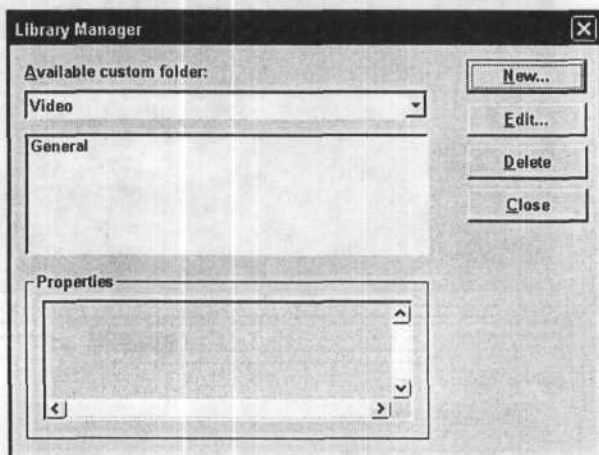 Library Manager
Available custom folder:
Video
General
Properties
New...
Edit...
Delete
Close